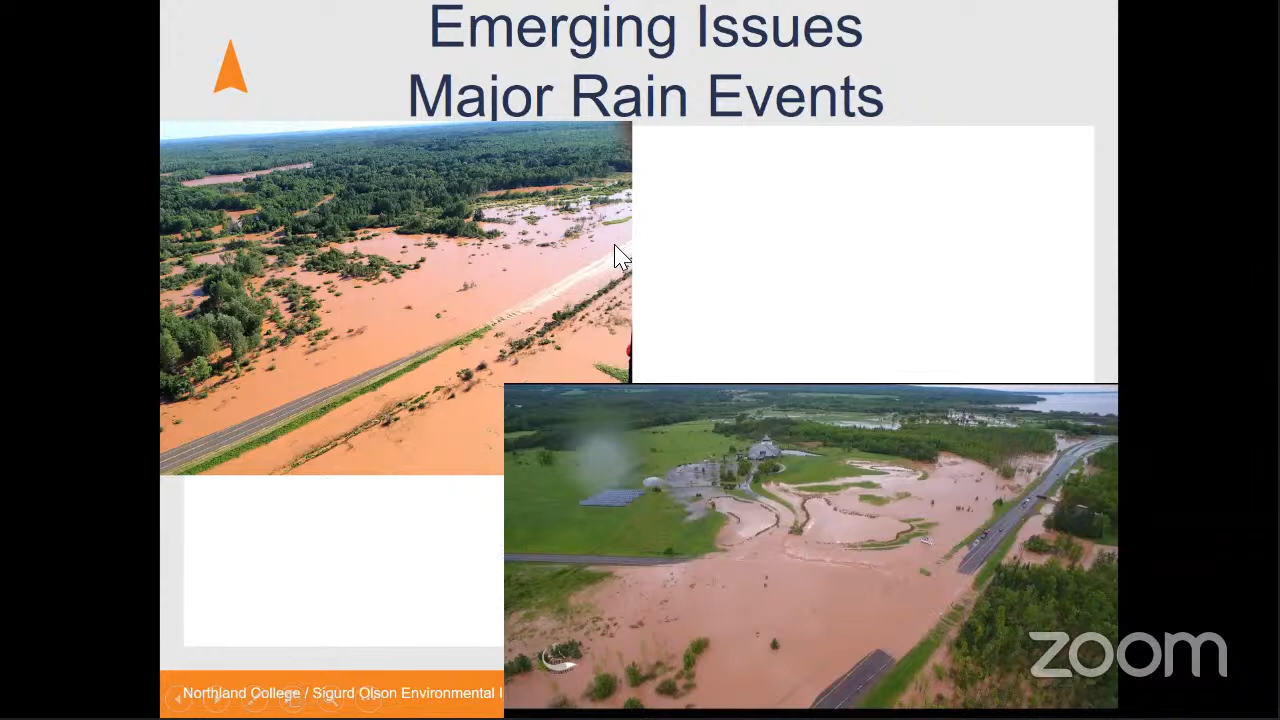 Emerging Issues
Major Rain Events
Northland College / Sigurd Olson Environmental I
zoom